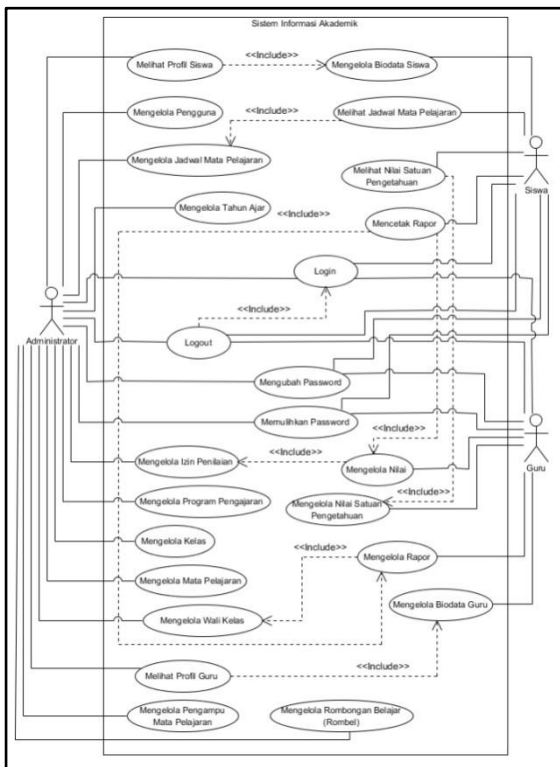 Sistem Informasi Akademik
<<Include>>
Melihat Profil Siswa
Mengelola Biodata Siswa
Mengelola Pengguna
Melihat Jadwal Mata Pelajaran
<<Include>>
Mengelola Jadwal Mata Pelajaran
Melihat Nilai Satuan
Pengetahuan
Siswa
Mengelola Tahun Ajar
<<Include>>
Mencetak Rapor
Login
<<Include>>
Administrator
Logout
Mengubah Password
Memulihkan Password
<<Include>>
Guru
Mengelola Izin Penilaian
<<Include>>
Mengelola Nilai
Mengelola Program Pengajaran
Mengelola Nilai Satuan
Pengetahuan
<<Include>>
Mengelola Kelas
<<Include>>
Mengelola Rapor
Mengelola Mata Pelajaran
Mengelola Biodata Guru
Mengelola Wali Kelas
Melihat Profil Guru
<<Include>>
Mengelola Pengampu
Mata Pelajaran
Mengelola Rombongan Belajar
(Rombel)